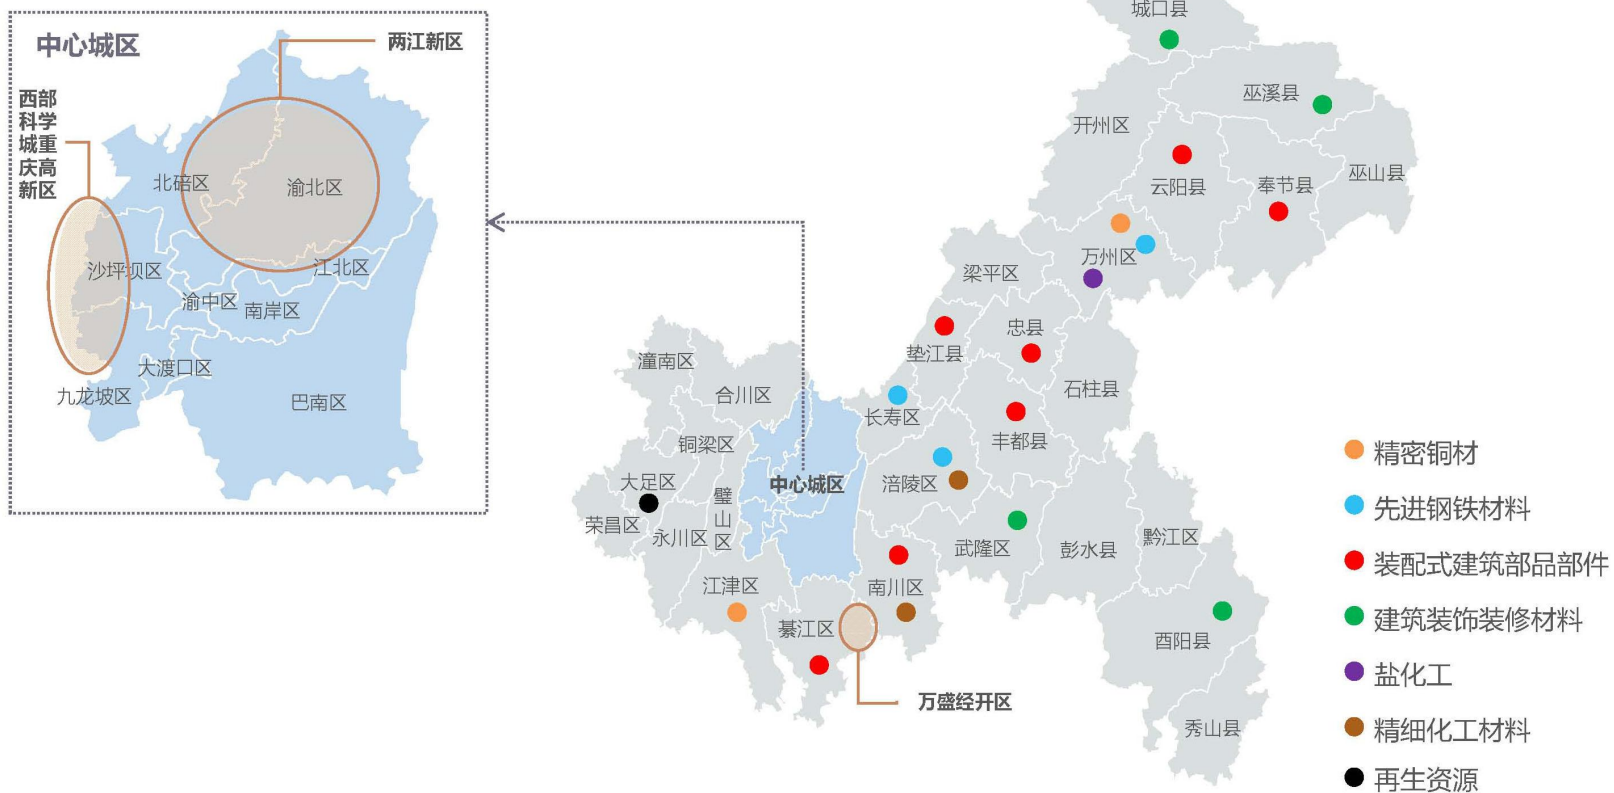 中心城区
两江新区
西部
科学
城重
庆高
新区
北碚区
渝北区
沙坪坝区
江北区
渝中区
南岸区
大渡口区
九龙坡区
巴南区
城口县
巫溪县
开州区
云阳县
奉节县
巫山县
万州区
梁平区
忠县
垫江县
石柱县
潼南区
合川区
长寿区
丰都县
铜梁区
大足区
中心城区
涪陵区
璧
山
区
荣昌区
永川区
武隆区
彭水县
黔江区
江津区
南川区
綦江区
酉阳县
万盛经开区
秀山县
精密铜材
先进钢铁材料
装配式建筑部品部件
建筑装饰装修材料
盐化工
精细化工材料
再生资源